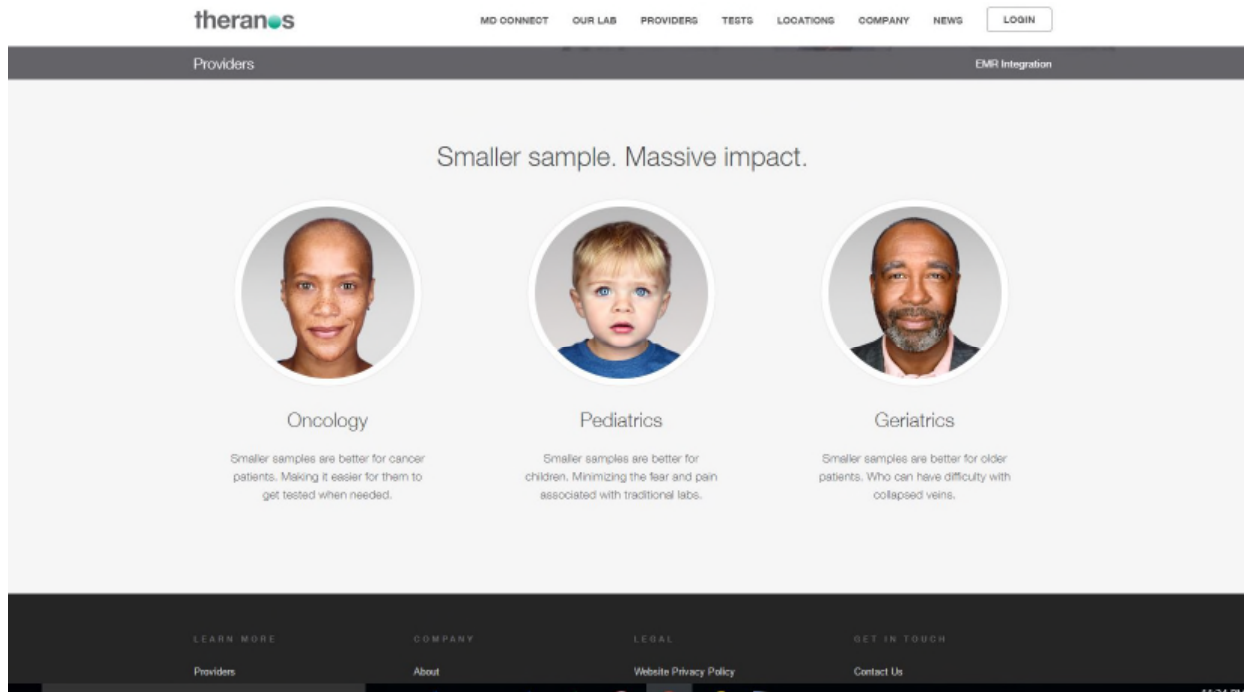 theranos
MD CONNECT OUR LAB PROVIDERS TESTS LOCATIONS COMPANY NEWS LOGIN
Providers EMR Integration
Smaller sample. Massive impact.
Oncology
Smaller samples are better for cancer
patients. Making it easier for them to
get tested when needed.
Pediatrics
Smaller samples are better for
children. Minimizing the fear and pain
associated with traditional labs.
Geriatrics
Smaller samples are better for older
patients. Who can have difficulty with
collapsed veins.
LEARN MORE COMPANY LEGAL GET IN TOUCH
Providers About Website Privacy Policy Contact Us